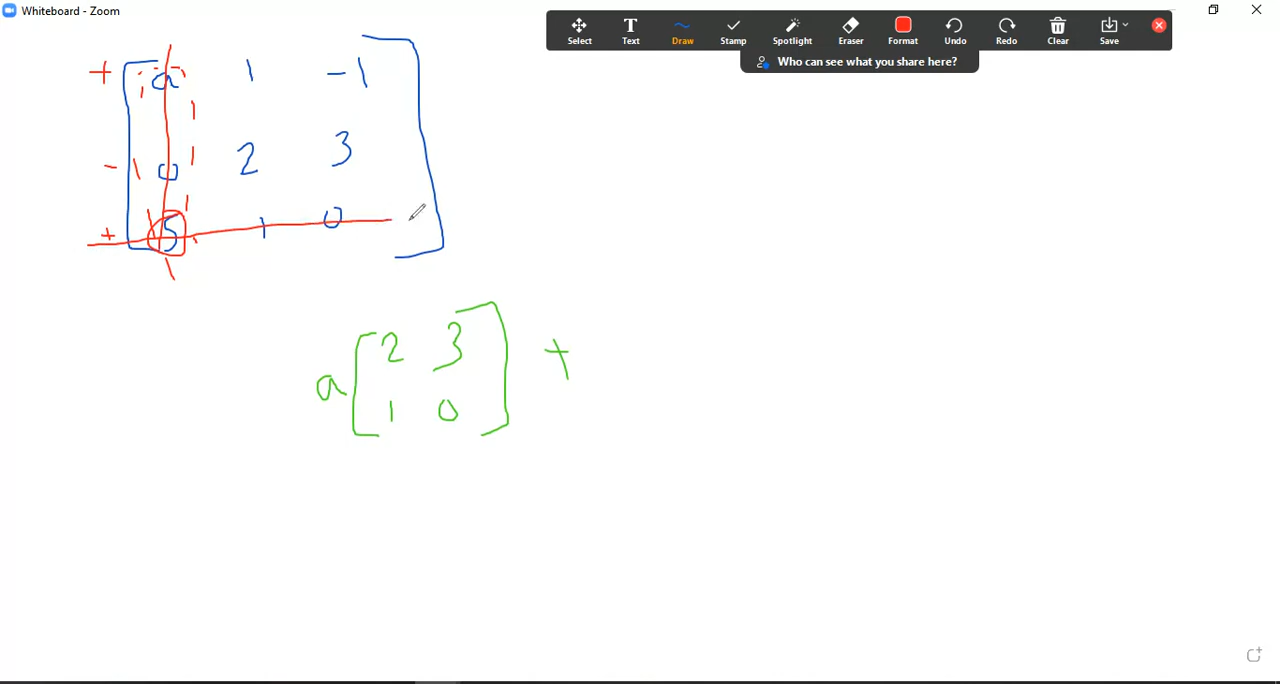 Whiteboard - Zoom
Select Text Draw Stamp Spotlight Eraser Format Undo Redo Clear Save
Who can see what you share here?
+ a 1 -1
- 0 2 3
+ 5 1 0
a [ 2 3 ] +
1 0